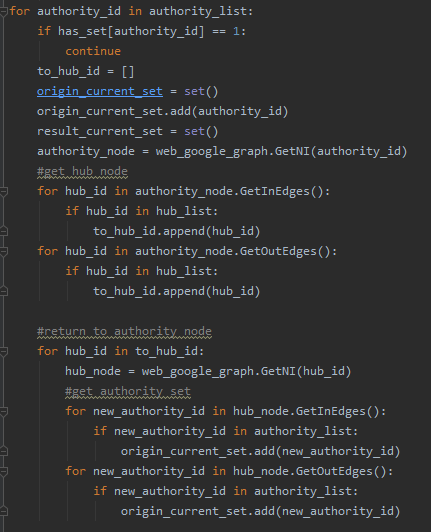 for authority_id in authority_list:
    if has_set[authority_id] == 1:
        continue
    to_hub_id = []
    origin_current_set = set()
    origin_current_set.add(authority_id)
    result_current_set = set()
    authority_node = web_google_graph.GetNI(authority_id)
    #get hub node
    for hub_id in authority_node.GetInEdges():
        if hub_id in hub_list:
            to_hub_id.append(hub_id)
    for hub_id in authority_node.GetOutEdges():
        if hub_id in hub_list:
            to_hub_id.append(hub_id)

    #return to authority node
    for hub_id in to_hub_id:
        hub_node = web_google_graph.GetNI(hub_id)
        #get authority set
        for new_authority_id in hub_node.GetInEdges():
            if new_authority_id in authority_list:
                origin_current_set.add(new_authority_id)
        for new_authority_id in hub_node.GetOutEdges():
            if new_authority_id in authority_list:
                origin_current_set.add(new_authority_id)